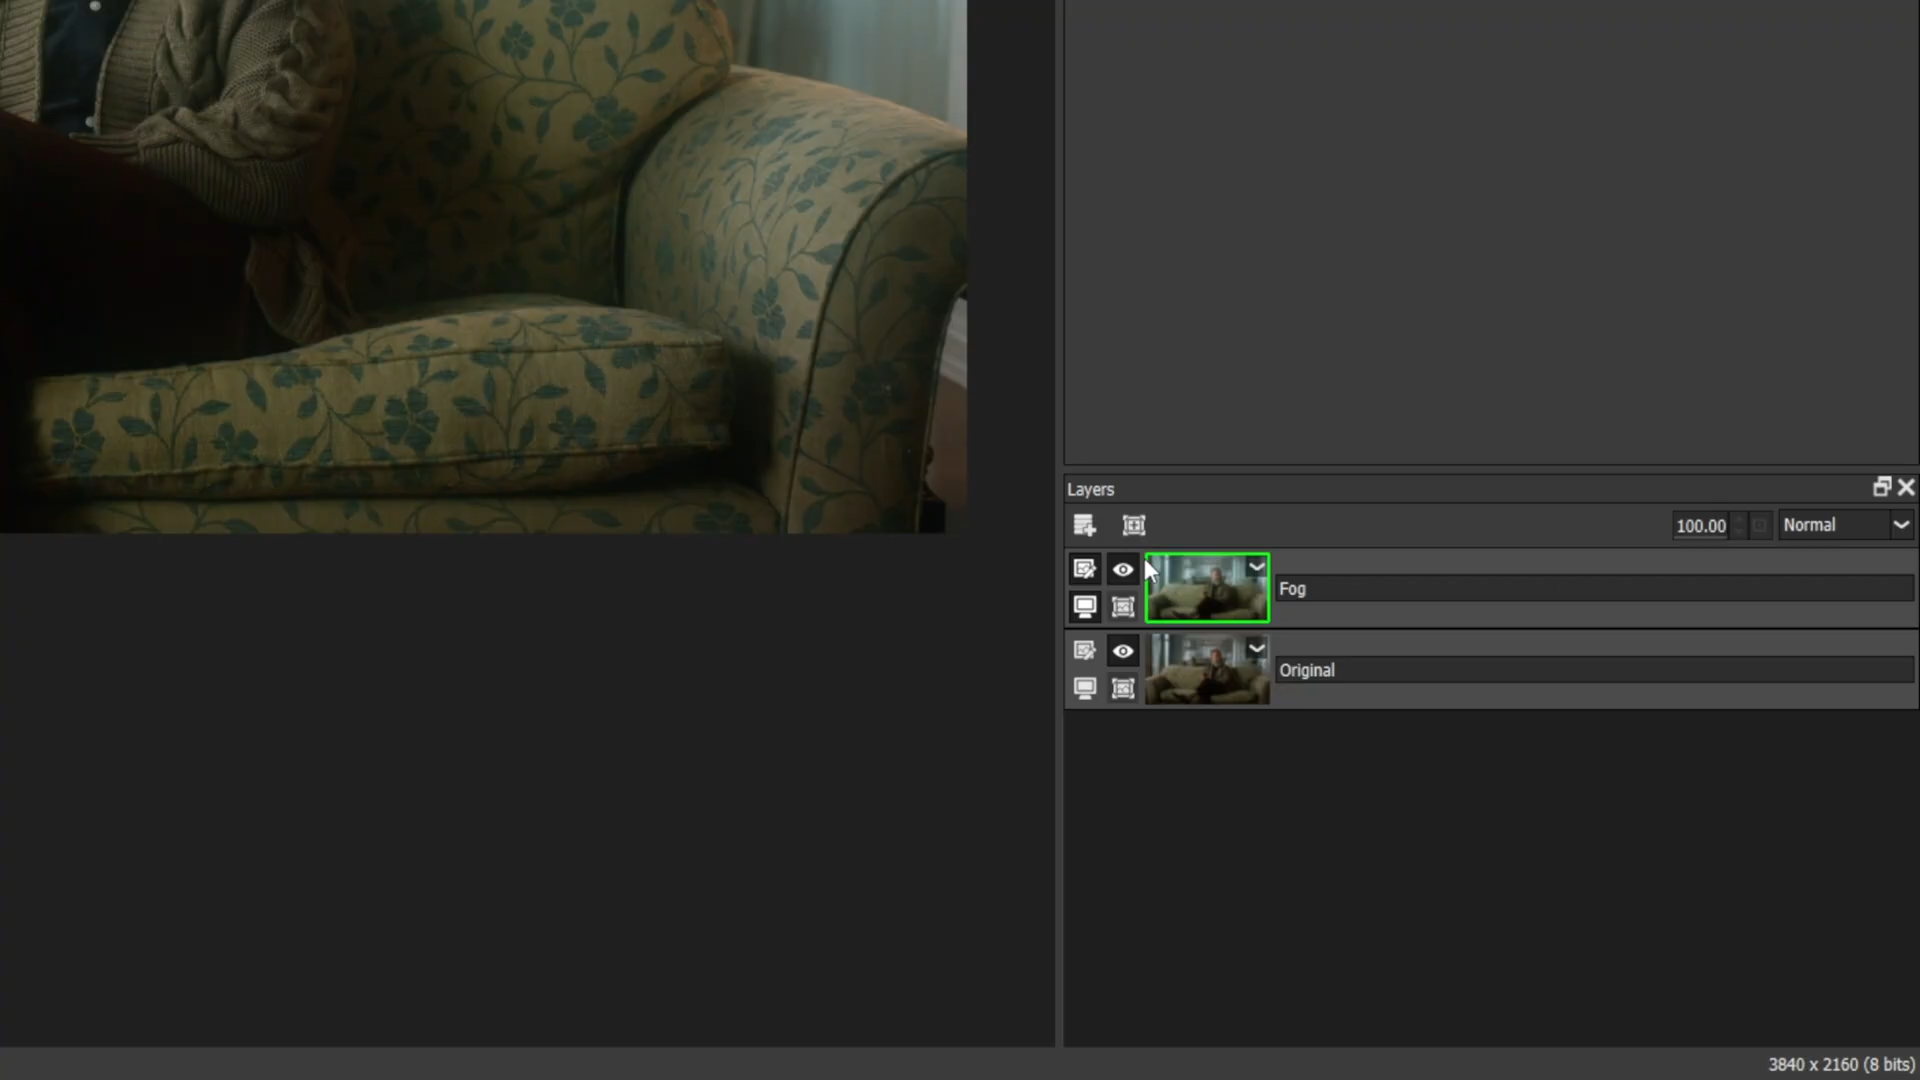 Layers
100.00 Normal
Fog
Original
3840 x 2160 (8 bits)